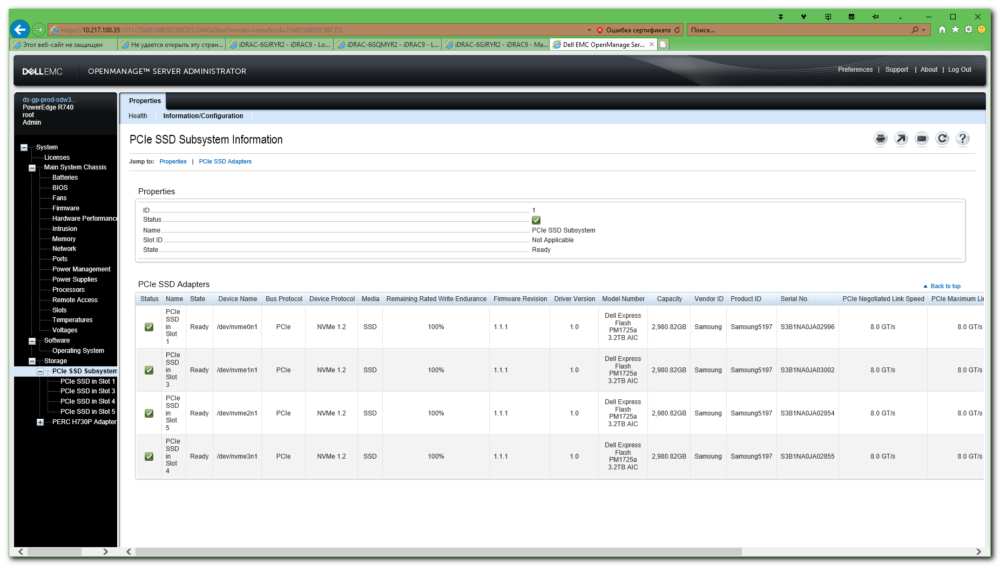 https://10.217.100.35:1311/2548D34B50C98CD5/OMSAStart?mode=omsa&vid=2548D34B50C98CD5
Ошибка сертификата
Поиск...
Этот веб-сайт не защищен
Не удается открыть эту стран...
iDRAC-6GJRYR2 - iDRAC9 - Lo...
iDRAC-6GQMYR2 - iDRAC9 - L...
iDRAC-6GJRYR2 - iDRAC9 - Ma...
Dell EMC OpenManage Ser...
DELLEMC
OPENMANAGE™ SERVER ADMINISTRATOR
Preferences | Support | About | Log Out
ds-gp-prod-sdw3...
PowerEdge R740
root
Admin
System
Licenses
Main System Chassis
Batteries
BIOS
Fans
Firmware
Hardware Performance
Intrusion
Memory
Network
Ports
Power Management
Power Supplies
Processors
Remote Access
Slots
Temperatures
Voltages
Software
Operating System
Storage
PCIe SSD Subsystem
PCIe SSD in Slot 1
PCIe SSD in Slot 3
PCIe SSD in Slot 4
PCIe SSD in Slot 5
PERC H730P Adapter
Properties
Health | Information/Configuration |
PCIe SSD Subsystem Information
Jump to: Properties | PCIe SSD Adapters
Properties
ID 1
Status
Name PCIe SSD Subsystem
Slot ID Not Applicable
State Ready
PCIe SSD Adapters
Back to top
Status Name State Device Name Bus Protocol Device Protocol Media Remaining Rated Write Endurance Firmware Revision Driver Version Model Number Capacity Vendor ID Product ID Serial No. PCIe Negotiated Link Speed PCIe Maximum Li
PCIe SSD in Slot 1 Ready /dev/nvme0n1 PCIe NVMe 1.2 SSD 100% 1.1.1 1.0 Dell Express Flash PM1725a 3.2TB AIC 2,980.82GB Samsung Samsung5197 S3B1NA0JA02996 8.0 GT/s 8.0 GT/s
PCIe SSD in Slot 3 Ready /dev/nvme1n1 PCIe NVMe 1.2 SSD 100% 1.1.1 1.0 Dell Express Flash PM1725a 3.2TB AIC 2,980.82GB Samsung Samsung5197 S3B1NA0JA03002 8.0 GT/s 8.0 GT/s
PCIe SSD in Slot 5 Ready /dev/nvme2n1 PCIe NVMe 1.2 SSD 100% 1.1.1 1.0 Dell Express Flash PM1725a 3.2TB AIC 2,980.82GB Samsung Samsung5197 S3B1NA0JA02854 8.0 GT/s 8.0 GT/s
PCIe SSD in Slot 4 Ready /dev/nvme3n1 PCIe NVMe 1.2 SSD 100% 1.1.1 1.0 Dell Express Flash PM1725a 3.2TB AIC 2,980.82GB Samsung Samsung5197 S3B1NA0JA02855 8.0 GT/s 8.0 GT/s